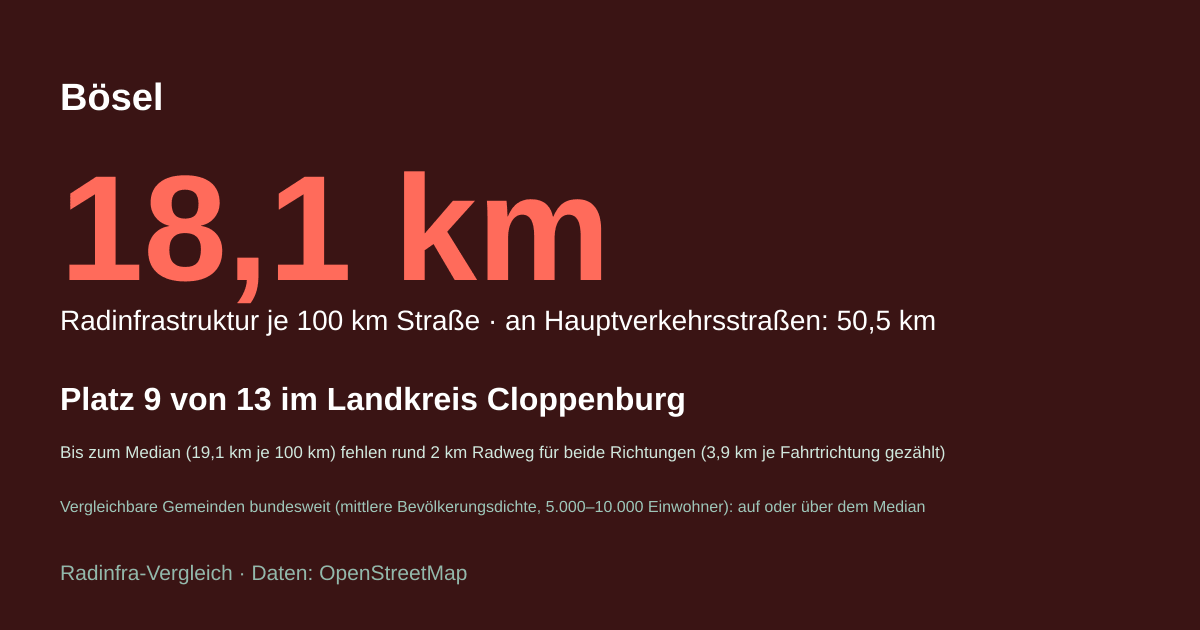 Bösel
18,1 km
Radinfrastruktur je 100 km Straße · an Hauptverkehrsstraßen: 50,5 km
Platz 9 von 13 im Landkreis Cloppenburg
Bis zum Median (19,1 km je 100 km) fehlen rund 2 km Radweg für beide Richtungen (3,9 km je Fahrtrichtung gezählt)
Vergleichbare Gemeinden bundesweit (mittlere Bevölkerungsdichte, 5.000–10.000 Einwohner): auf oder über dem Median
Radinfra-Vergleich · Daten: OpenStreetMap